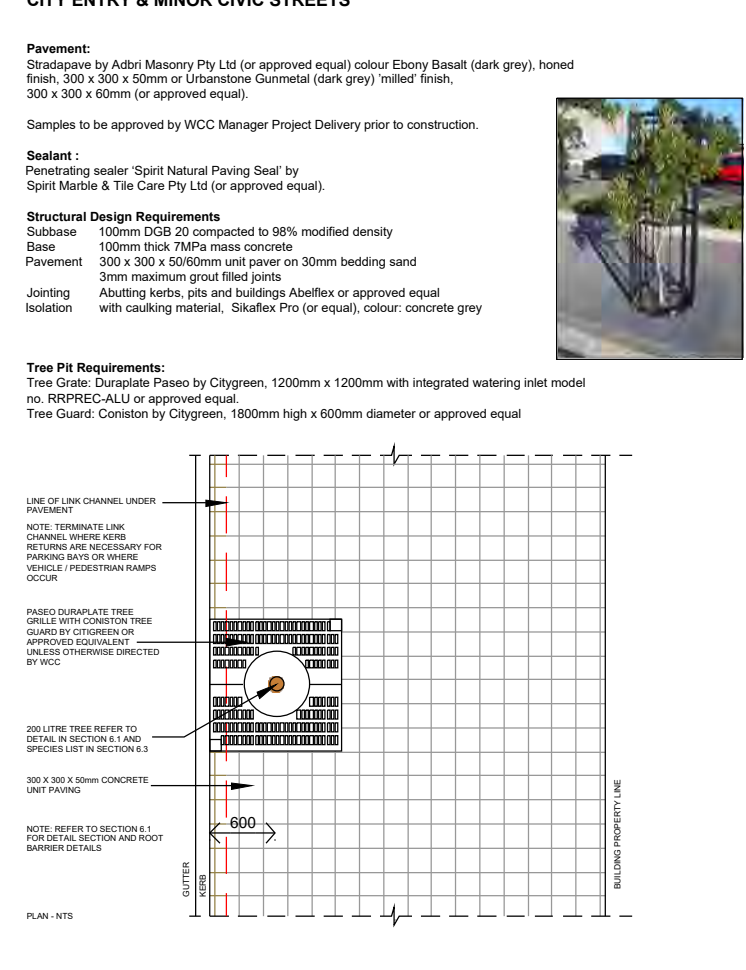 CITY ENTRY & MINOR CIVIC STREETS
Pavement:
Stradapave by Adbri Masonry Pty Ltd (or approved equal) colour Ebony Basalt (dark grey), honed
finish, 300 x 300 x 50mm or Urbanstone Gunmetal (dark grey) 'milled' finish,
300 x 300 x 60mm (or approved equal).
Samples to be approved by WCC Manager Project Delivery prior to construction.
Sealant :
Penetrating sealer 'Spirit Natural Paving Seal' by
Spirit Marble & Tile Care Pty Ltd (or approved equal).
Structural Design Requirements
Subbase 100mm DGB 20 compacted to 98% modified density
Base 100mm thick 7MPa mass concrete
Pavement 300 x 300 x 50/60mm unit paver on 30mm bedding sand
3mm maximum grout filled joints
Jointing Abutting kerbs, pits and buildings Abelflex or approved equal
Isolation with caulking material, Sikaflex Pro (or equal), colour: concrete grey
Tree Pit Requirements:
Tree Grate: Duraplate Paseo by Citygreen, 1200mm x 1200mm with integrated watering inlet model
no. RRPREC-ALU or approved equal.
Tree Guard: Coniston by Citygreen, 1800mm high x 600mm diameter or approved equal
LINE OF LINK CHANNEL UNDER
PAVEMENT
NOTE: TERMINATE LINK
CHANNEL WHERE KERB
RETURNS ARE NECESSARY FOR
PARKING BAYS OR WHERE
VEHICLE / PEDESTRIAN RAMPS
OCCUR
PASEO DURAPLATE TREE
GRILLE WITH CONISTON TREE
GUARD BY CITIGREEN OR
APPROVED EQUIVALENT
UNLESS OTHERWISE DIRECTED
BY WCC
200 LITRE TREE REFER TO
DETAIL IN SECTION 6.1 AND
SPECIES LIST IN SECTION 6.3
300 X 300 X 50mm CONCRETE
UNIT PAVING
NOTE: REFER TO SECTION 6.1
FOR DETAIL SECTION AND ROOT
BARRIER DETAILS
600
GUTTER
KERB
BUILDING PROPERTY LINE
PLAN - NTS